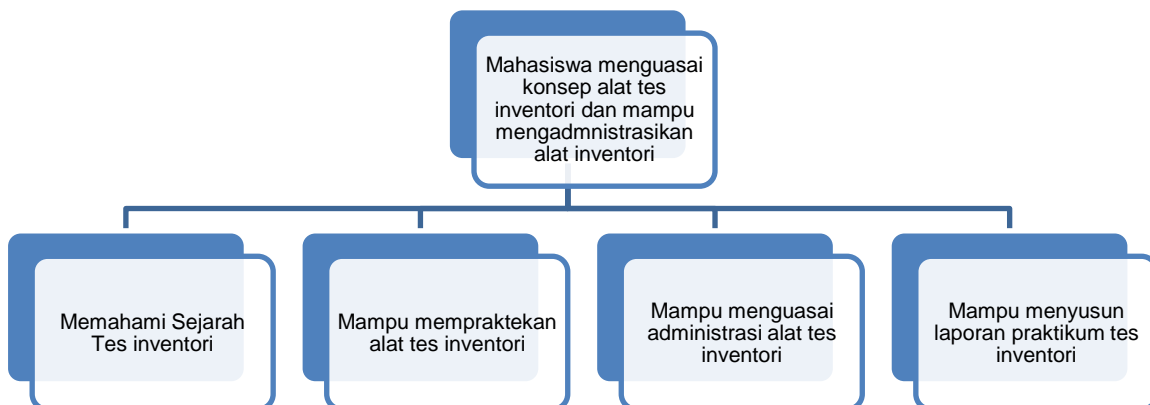 Mahasiswa menguasai
konsep alat tes
inventori dan mampu
mengadmnistrasikan
alat inventori
Memahami Sejarah
Tes inventori
Mampu mempraktekan
alat tes inventori
Mampu menguasai
administrasi alat tes
inventori
Mampu menyusun
laporan praktikum tes
inventori